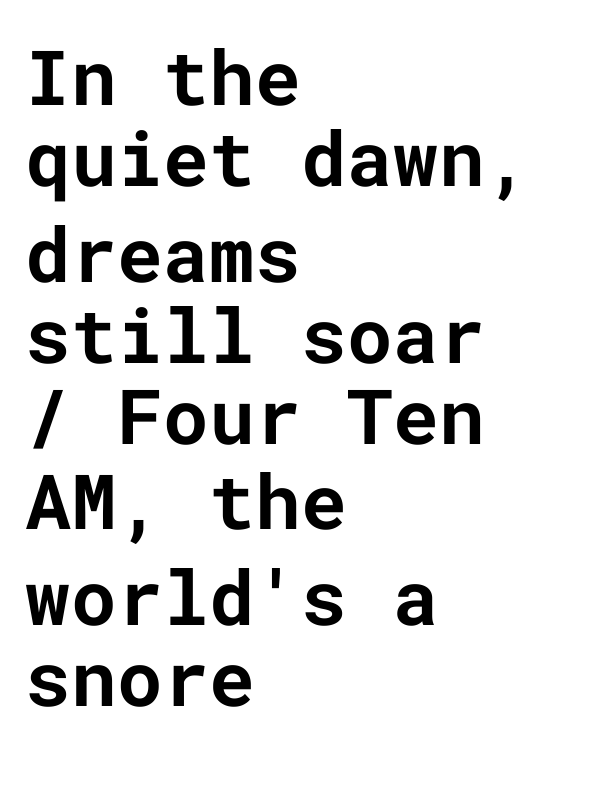 In the
quiet dawn,
dreams
still soar
/ Four Ten
AM, the
world's a
snore